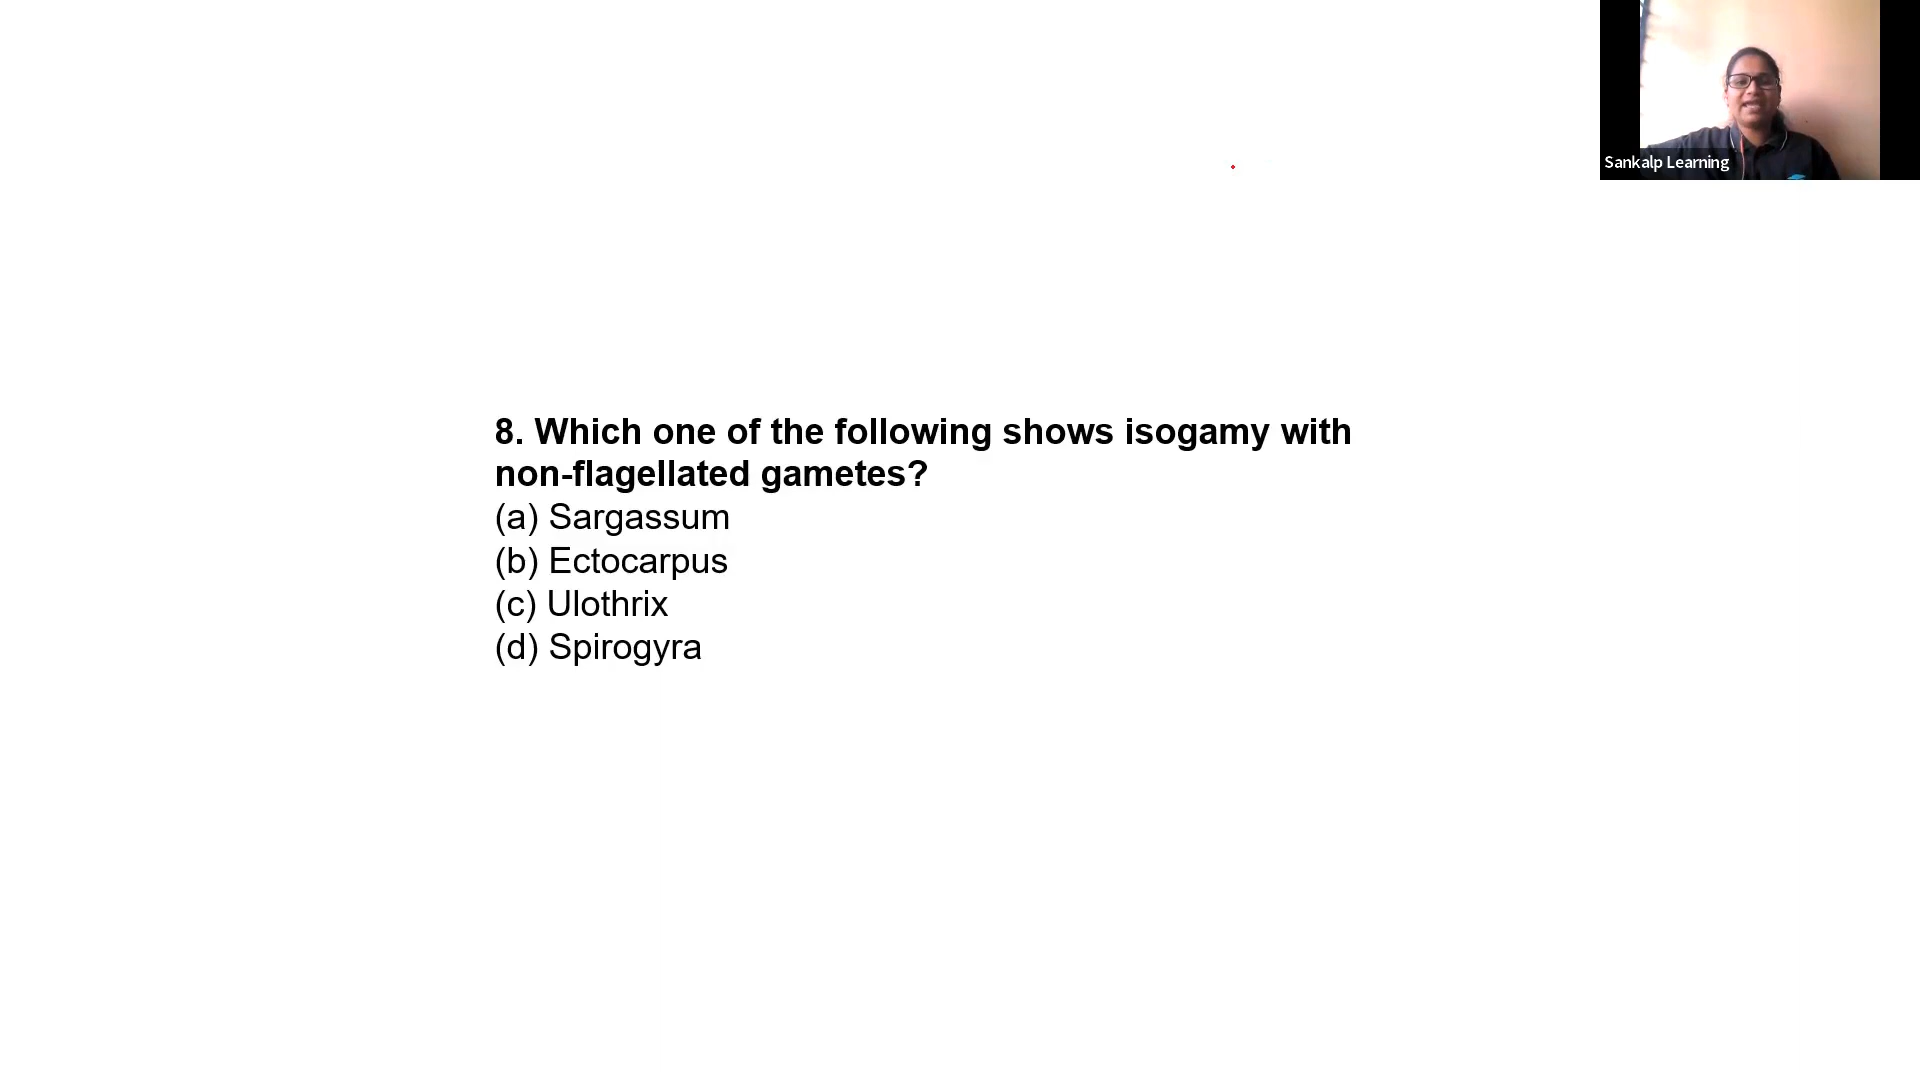 Sankalp Learning
8. Which one of the following shows isogamy with
non-flagellated gametes?
(a) Sargassum
(b) Ectocarpus
(c) Ulothrix
(d) Spirogyra